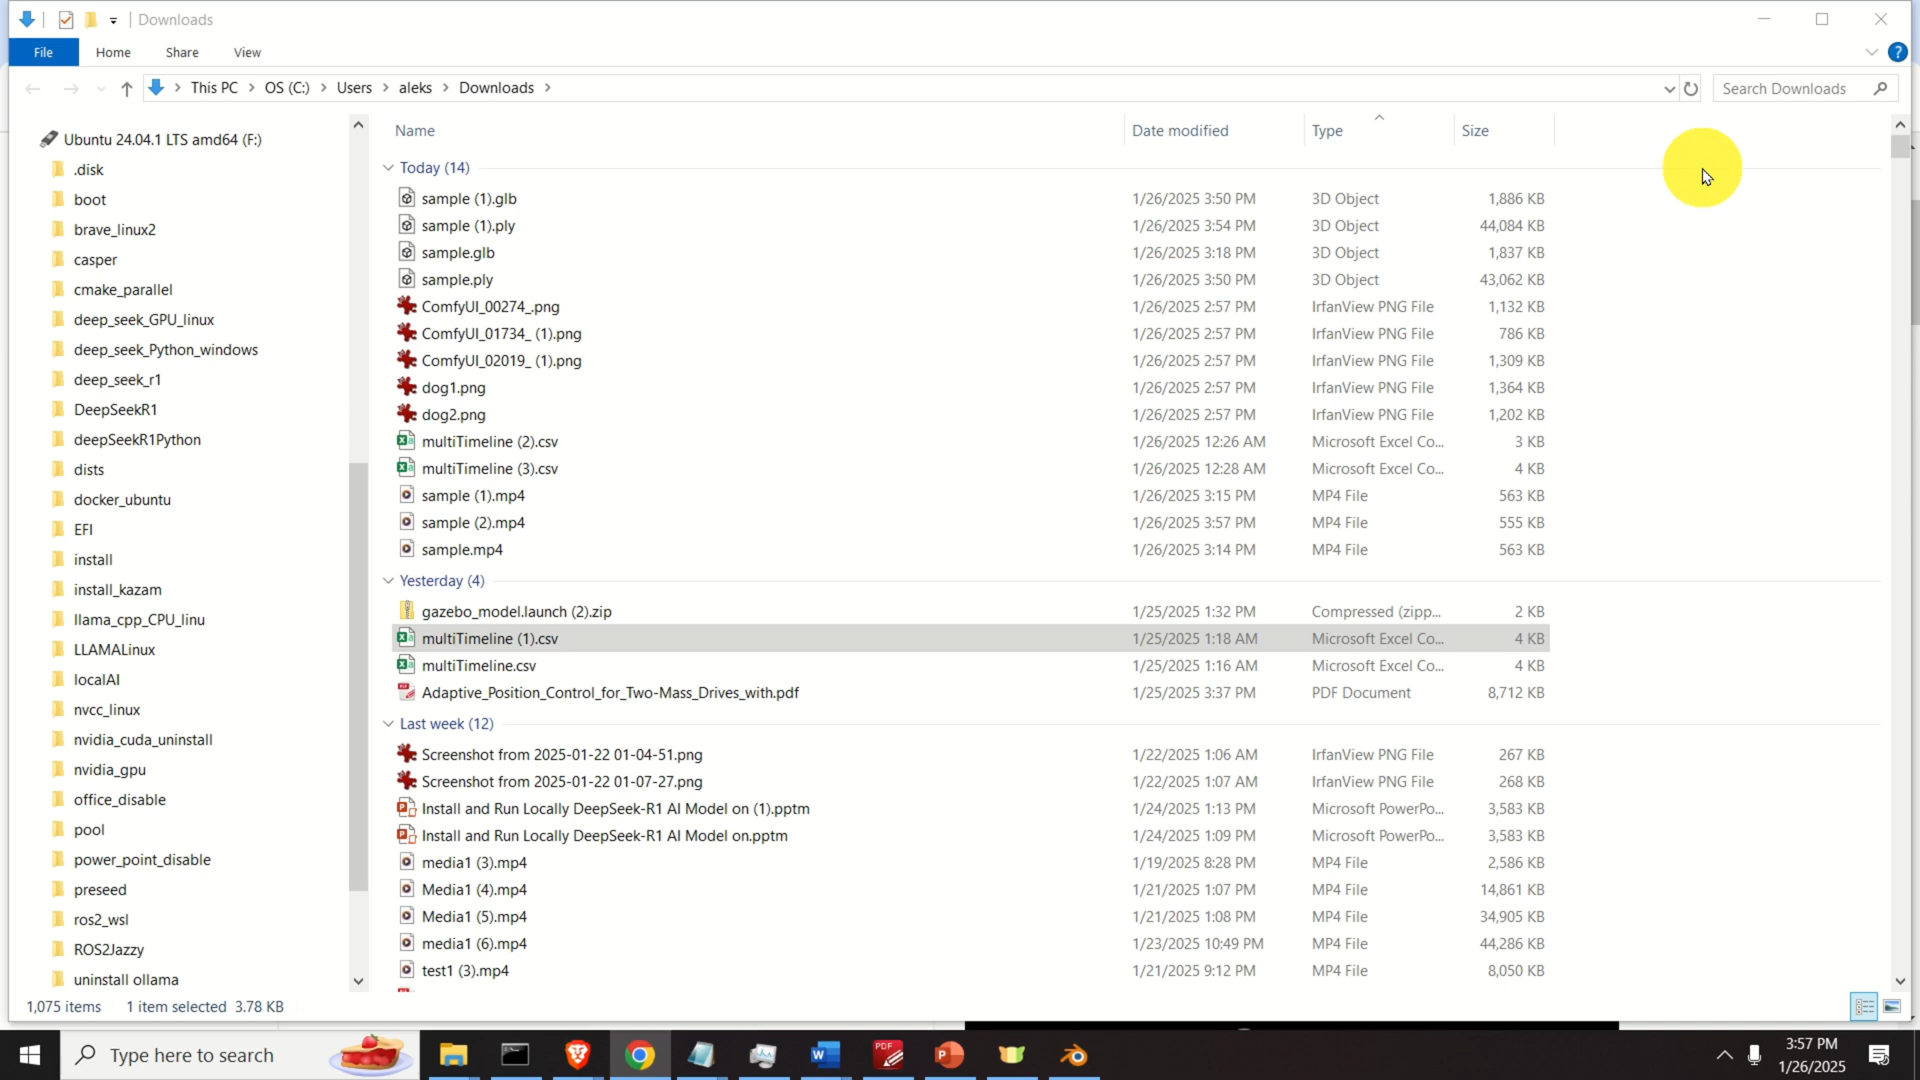 Downloads
File Home Share View
This PC > OS (C:) > Users > aleks > Downloads >
Search Downloads
Ubuntu 24.04.1 LTS amd64 (F:)
.disk
boot
brave_linux2
casper
cmake_parallel
deep_seek_GPU_linux
deep_seek_Python_windows
deep_seek_r1
DeepSeekR1
deepSeekR1Python
dists
docker_ubuntu
EFI
install
install_kazam
llama_cpp_CPU_linu
LLAMALinux
localAI
nvcc_linux
nvidia_cuda_uninstall
nvidia_gpu
office_disable
pool
power_point_disable
preseed
ros2_wsl
ROS2Jazzy
uninstall ollama
Name Date modified Type Size
Today (14)
sample (1).glb 1/26/2025 3:50 PM 3D Object 1,886 KB
sample (1).ply 1/26/2025 3:54 PM 3D Object 44,084 KB
sample.glb 1/26/2025 3:18 PM 3D Object 1,837 KB
sample.ply 1/26/2025 3:50 PM 3D Object 43,062 KB
ComfyUI_00274_.png 1/26/2025 2:57 PM IrfanView PNG File 1,132 KB
ComfyUI_01734_ (1).png 1/26/2025 2:57 PM IrfanView PNG File 786 KB
ComfyUI_02019_ (1).png 1/26/2025 2:57 PM IrfanView PNG File 1,309 KB
dog1.png 1/26/2025 2:57 PM IrfanView PNG File 1,364 KB
dog2.png 1/26/2025 2:57 PM IrfanView PNG File 1,202 KB
multiTimeline (2).csv 1/26/2025 12:26 AM Microsoft Excel Co... 3 KB
multiTimeline (3).csv 1/26/2025 12:28 AM Microsoft Excel Co... 4 KB
sample (1).mp4 1/26/2025 3:15 PM MP4 File 563 KB
sample (2).mp4 1/26/2025 3:57 PM MP4 File 555 KB
sample.mp4 1/26/2025 3:14 PM MP4 File 563 KB
Yesterday (4)
gazebo_model.launch (2).zip 1/25/2025 1:32 PM Compressed (zipp... 2 KB
multiTimeline (1).csv 1/25/2025 1:18 AM Microsoft Excel Co... 4 KB
multiTimeline.csv 1/25/2025 1:16 AM Microsoft Excel Co... 4 KB
Adaptive_Position_Control_for_Two-Mass_Drives_with.pdf 1/25/2025 3:37 PM PDF Document 8,712 KB
Last week (12)
Screenshot from 2025-01-22 01-04-51.png 1/22/2025 1:06 AM IrfanView PNG File 267 KB
Screenshot from 2025-01-22 01-07-27.png 1/22/2025 1:07 AM IrfanView PNG File 268 KB
Install and Run Locally DeepSeek-R1 AI Model on (1).pptm 1/24/2025 1:13 PM Microsoft PowerPo... 3,583 KB
Install and Run Locally DeepSeek-R1 AI Model on.pptm 1/24/2025 1:09 PM Microsoft PowerPo... 3,583 KB
media1 (3).mp4 1/19/2025 8:28 PM MP4 File 2,586 KB
Media1 (4).mp4 1/21/2025 1:07 PM MP4 File 14,861 KB
Media1 (5).mp4 1/21/2025 1:08 PM MP4 File 34,905 KB
media1 (6).mp4 1/23/2025 10:49 PM MP4 File 44,286 KB
test1 (3).mp4 1/21/2025 9:12 PM MP4 File 8,050 KB
1,075 items 1 item selected 3.78 KB
Type here to search
PDF
3:57 PM
1/26/2025